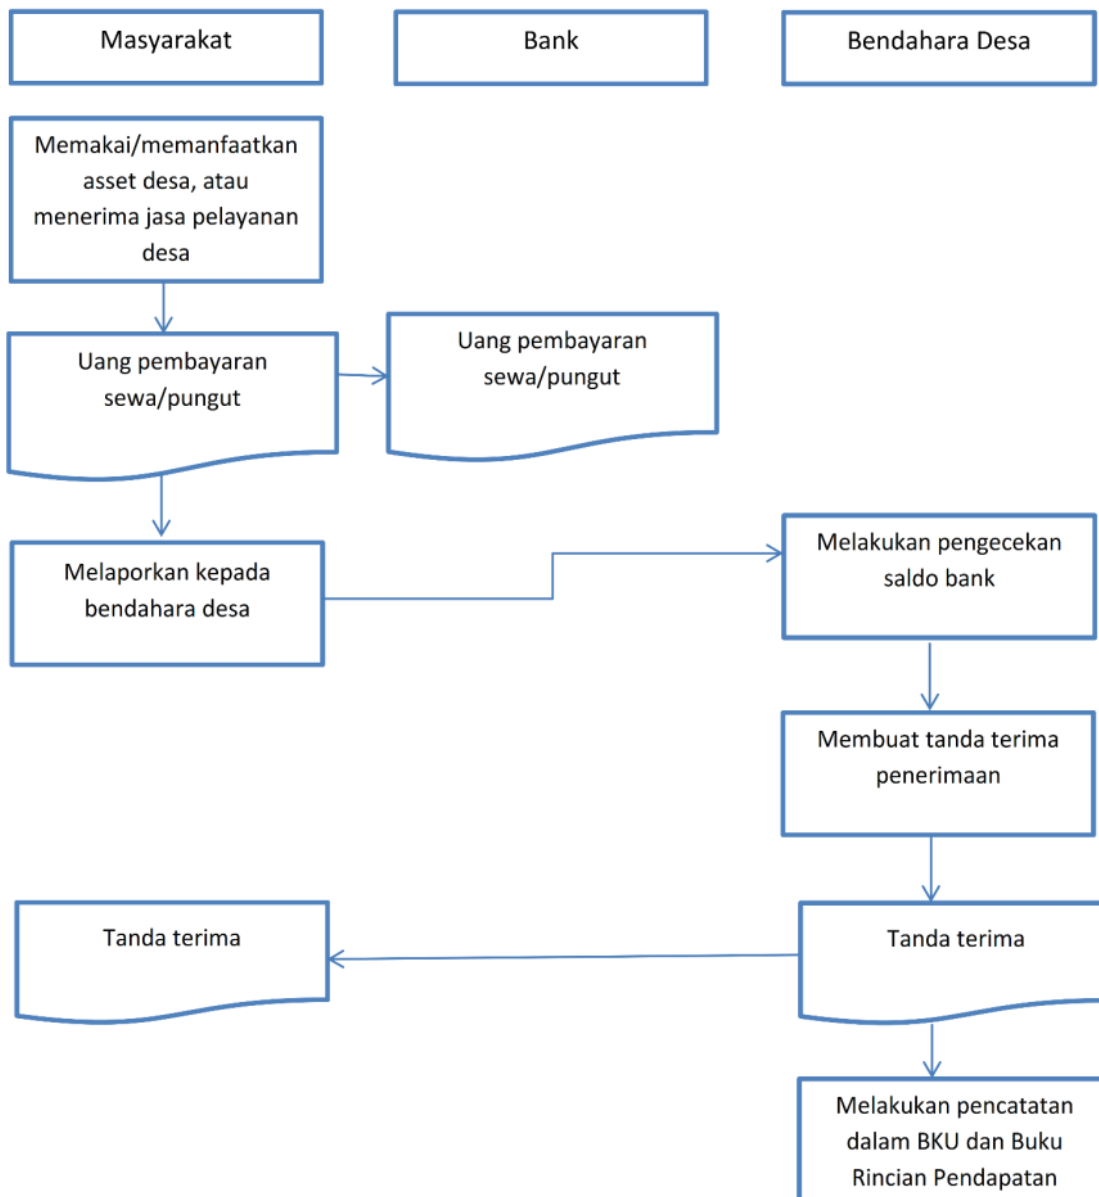 Masyarakat
Bank
Bendahara Desa
Memakai/memanfaatkan
asset desa, atau
menerima jasa pelayanan
desa
Uang pembayaran
sewa/pungut
Uang pembayaran
sewa/pungut
Melaporkan kepada
bendahara desa
Melakukan pengecekan
saldo bank
Membuat tanda terima
penerimaan
Tanda terima
Tanda terima
Melakukan pencatatan
dalam BKU dan Buku
Rincian Pendapatan